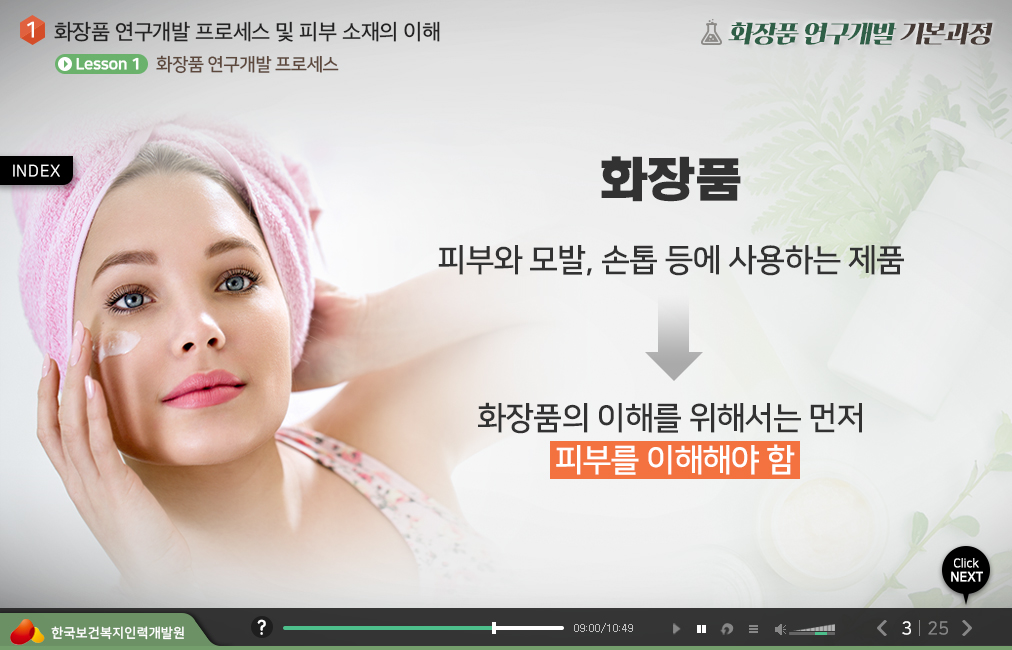 1 화장품 연구개발 프로세스 및 피부 소재의 이해
화장품 연구개발 기본과정
Lesson 1 화장품 연구개발 프로세스
INDEX
화장품
피부와 모발, 손톱 등에 사용하는 제품
화장품의 이해를 위해서는 먼저
피부를 이해해야 함
Click
NEXT
한국보건복지인력개발원
?
09:00/10:49
3 | 25